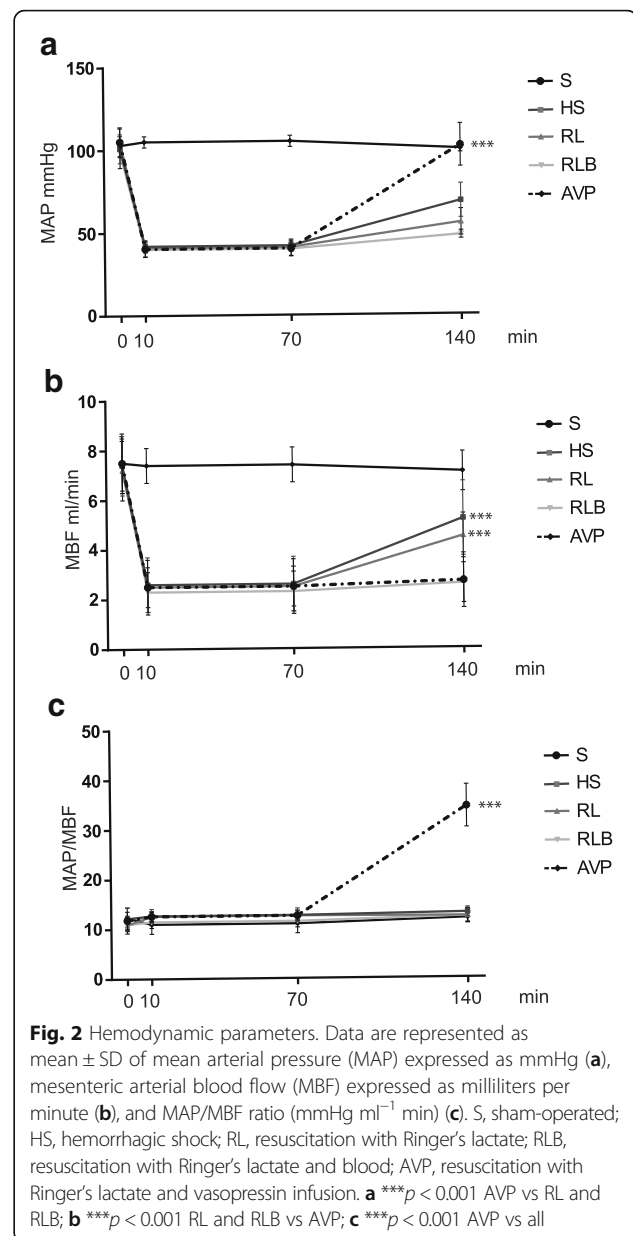 a
150
100
50
0
MAP mmHg
0 10 70 140 min
***
S
HS
RL
RLB
AVP
b
10
8
6
4
2
0
MBF ml/min
0 10 70 140 min
***
***
S
HS
RL
RLB
AVP
c
50
40
30
20
10
0
MAP/MBF
0 10 70 140 min
***
S
HS
RL
RLB
AVP
Fig. 2 Hemodynamic parameters. Data are represented as
mean ± SD of mean arterial pressure (MAP) expressed as mmHg (a),
mesenteric arterial blood flow (MBF) expressed as milliliters per
minute (b), and MAP/MBF ratio (mmHg ml⁻¹ min) (c). S, sham-operated;
HS, hemorrhagic shock; RL, resuscitation with Ringer's lactate; RLB,
resuscitation with Ringer's lactate and blood; AVP, resuscitation with
Ringer's lactate and vasopressin infusion. a ***p < 0.001 AVP vs RL and
RLB; b ***p < 0.001 RL and RLB vs AVP; c ***p < 0.001 AVP vs all